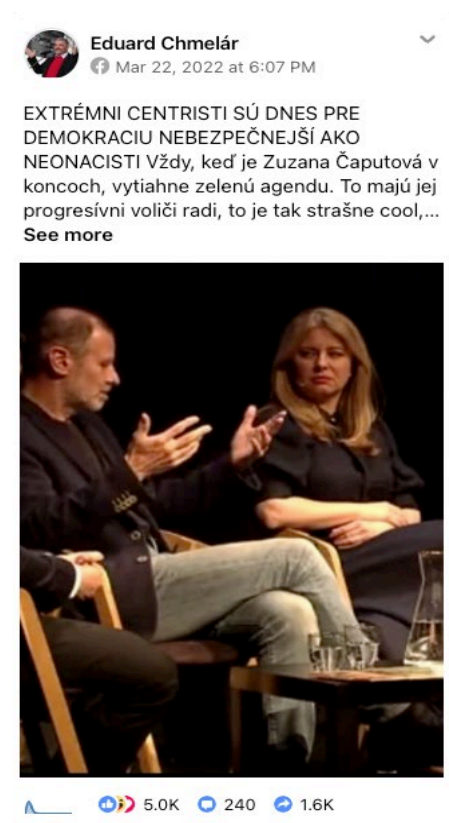 Eduard Chmelár
Mar 22, 2022 at 6:07 PM
EXTRÉMNI CENTRISTI SÚ DNES PRE
DEMOKRACIU NEBEZPEČNEJŠÍ AKO
NEONACISTI Vždy, keď je Zuzana Čaputová v
koncoch, vytiahne zelenú agendu. To majú jej
progresívni voliči radi, to je tak strašne cool,...
See more
5.0K 240 1.6K